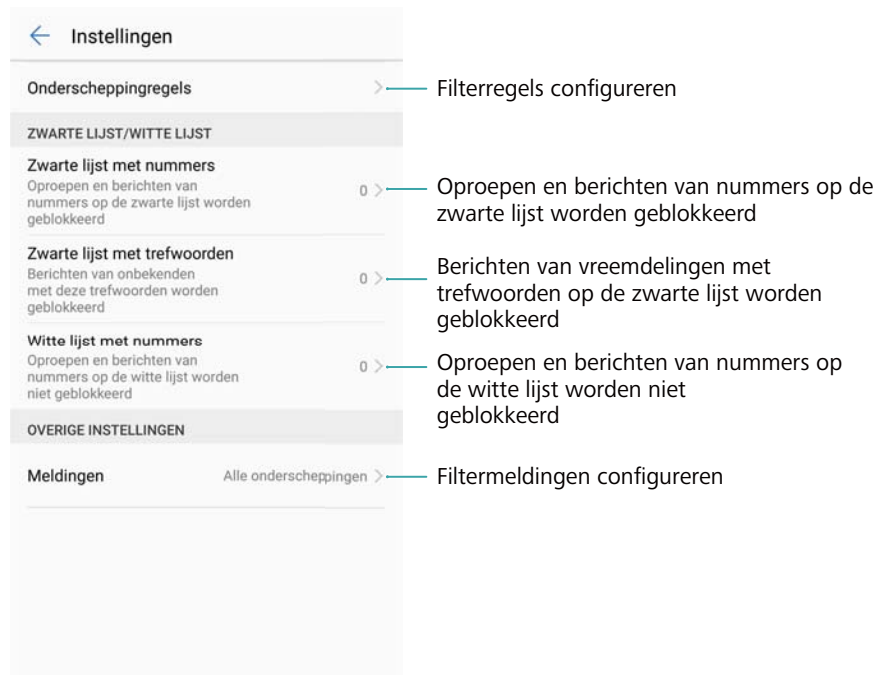 Instellingen
Onderscheppingregels
Filterregels configureren
ZWARTE LIJST/WITTE LIJST
Zwarte lijst met nummers
Oproepen en berichten van
nummers op de zwarte lijst worden
geblokkeerd
0
Oproepen en berichten van nummers op de
zwarte lijst worden geblokkeerd
Zwarte lijst met trefwoorden
Berichten van onbekenden
met deze trefwoorden worden
geblokkeerd
0
Berichten van vreemdelingen met
trefwoorden op de zwarte lijst worden
geblokkeerd
Witte lijst met nummers
Oproepen en berichten van
nummers op de witte lijst worden
niet geblokkeerd
0
Oproepen en berichten van nummers op
de witte lijst worden niet
geblokkeerd
OVERIGE INSTELLINGEN
Meldingen
Alle onderscheppingen
Filtermeldingen configureren